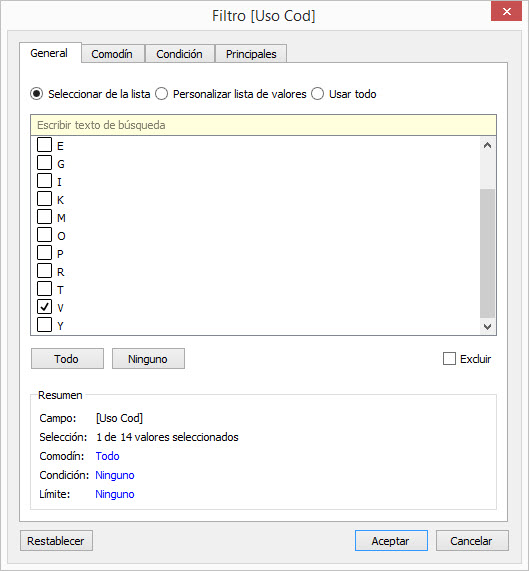 Filtro [Uso Cod]
General Comodín Condición Principales
Seleccionar de la lista Personalizar lista de valores Usar todo
Escribir texto de búsqueda
E
G
I
K
M
O
P
R
T
V
Y
Todo Ninguno Excluir
Resumen
Campo: [Uso Cod]
Selección: 1 de 14 valores seleccionados
Comodín: Todo
Condición: Ninguno
Límite: Ninguno
Restablecer Aceptar Cancelar